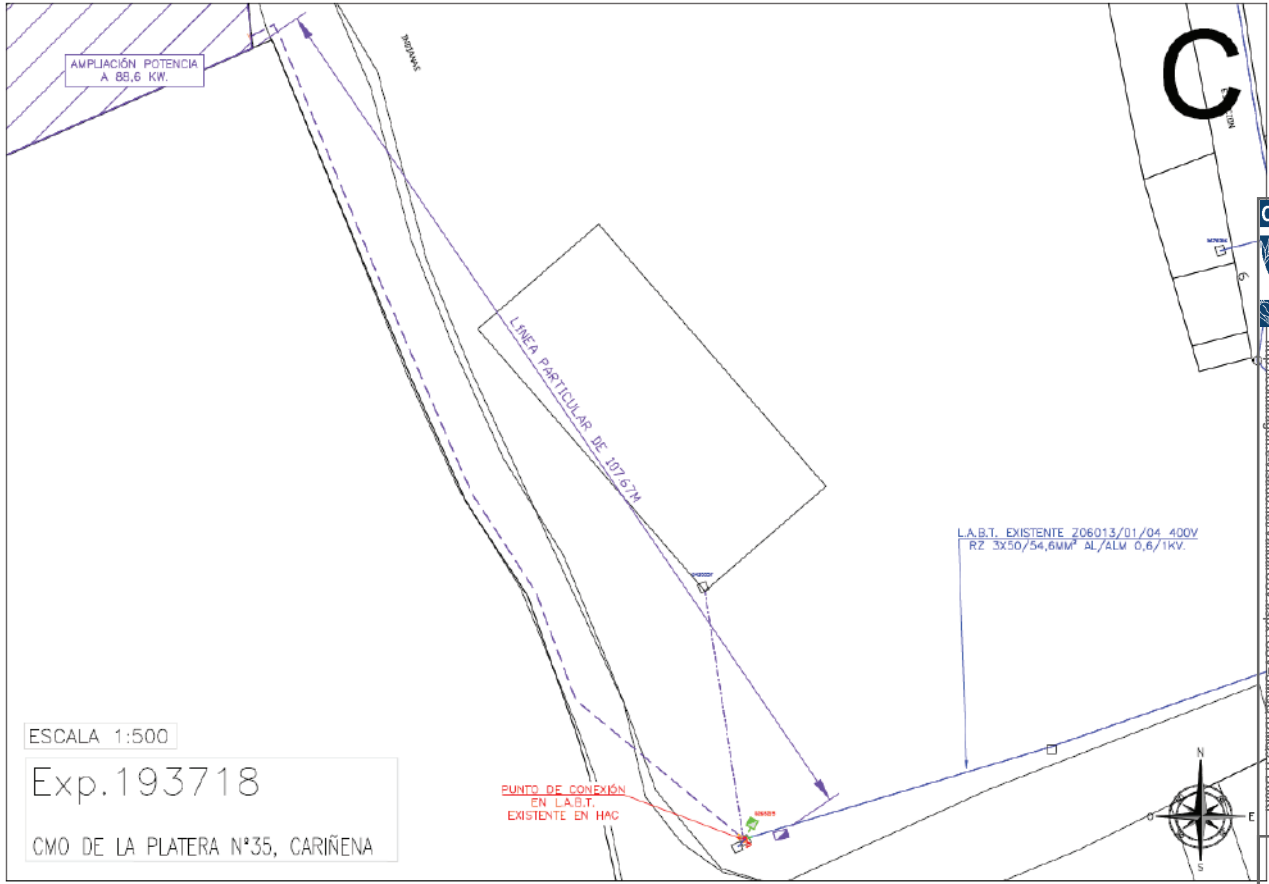 AMPLIACIÓN POTENCIA
A 88,6 KW.
INDIANAS
C
6
LINEA PARTICULAR DE 107.67M
L.A.B.T. EXISTENTE Z06013/01/04 400V
RZ 3X50/54,6MM² AL/ALM 0,6/1KV.
ESCALA 1:500
Exp.193718
CMO DE LA PLATERA Nº35, CARIÑENA
PUNTO DE CONEXIÓN
EN L.A.B.T.
EXISTENTE EN HAC
N
O
E
S